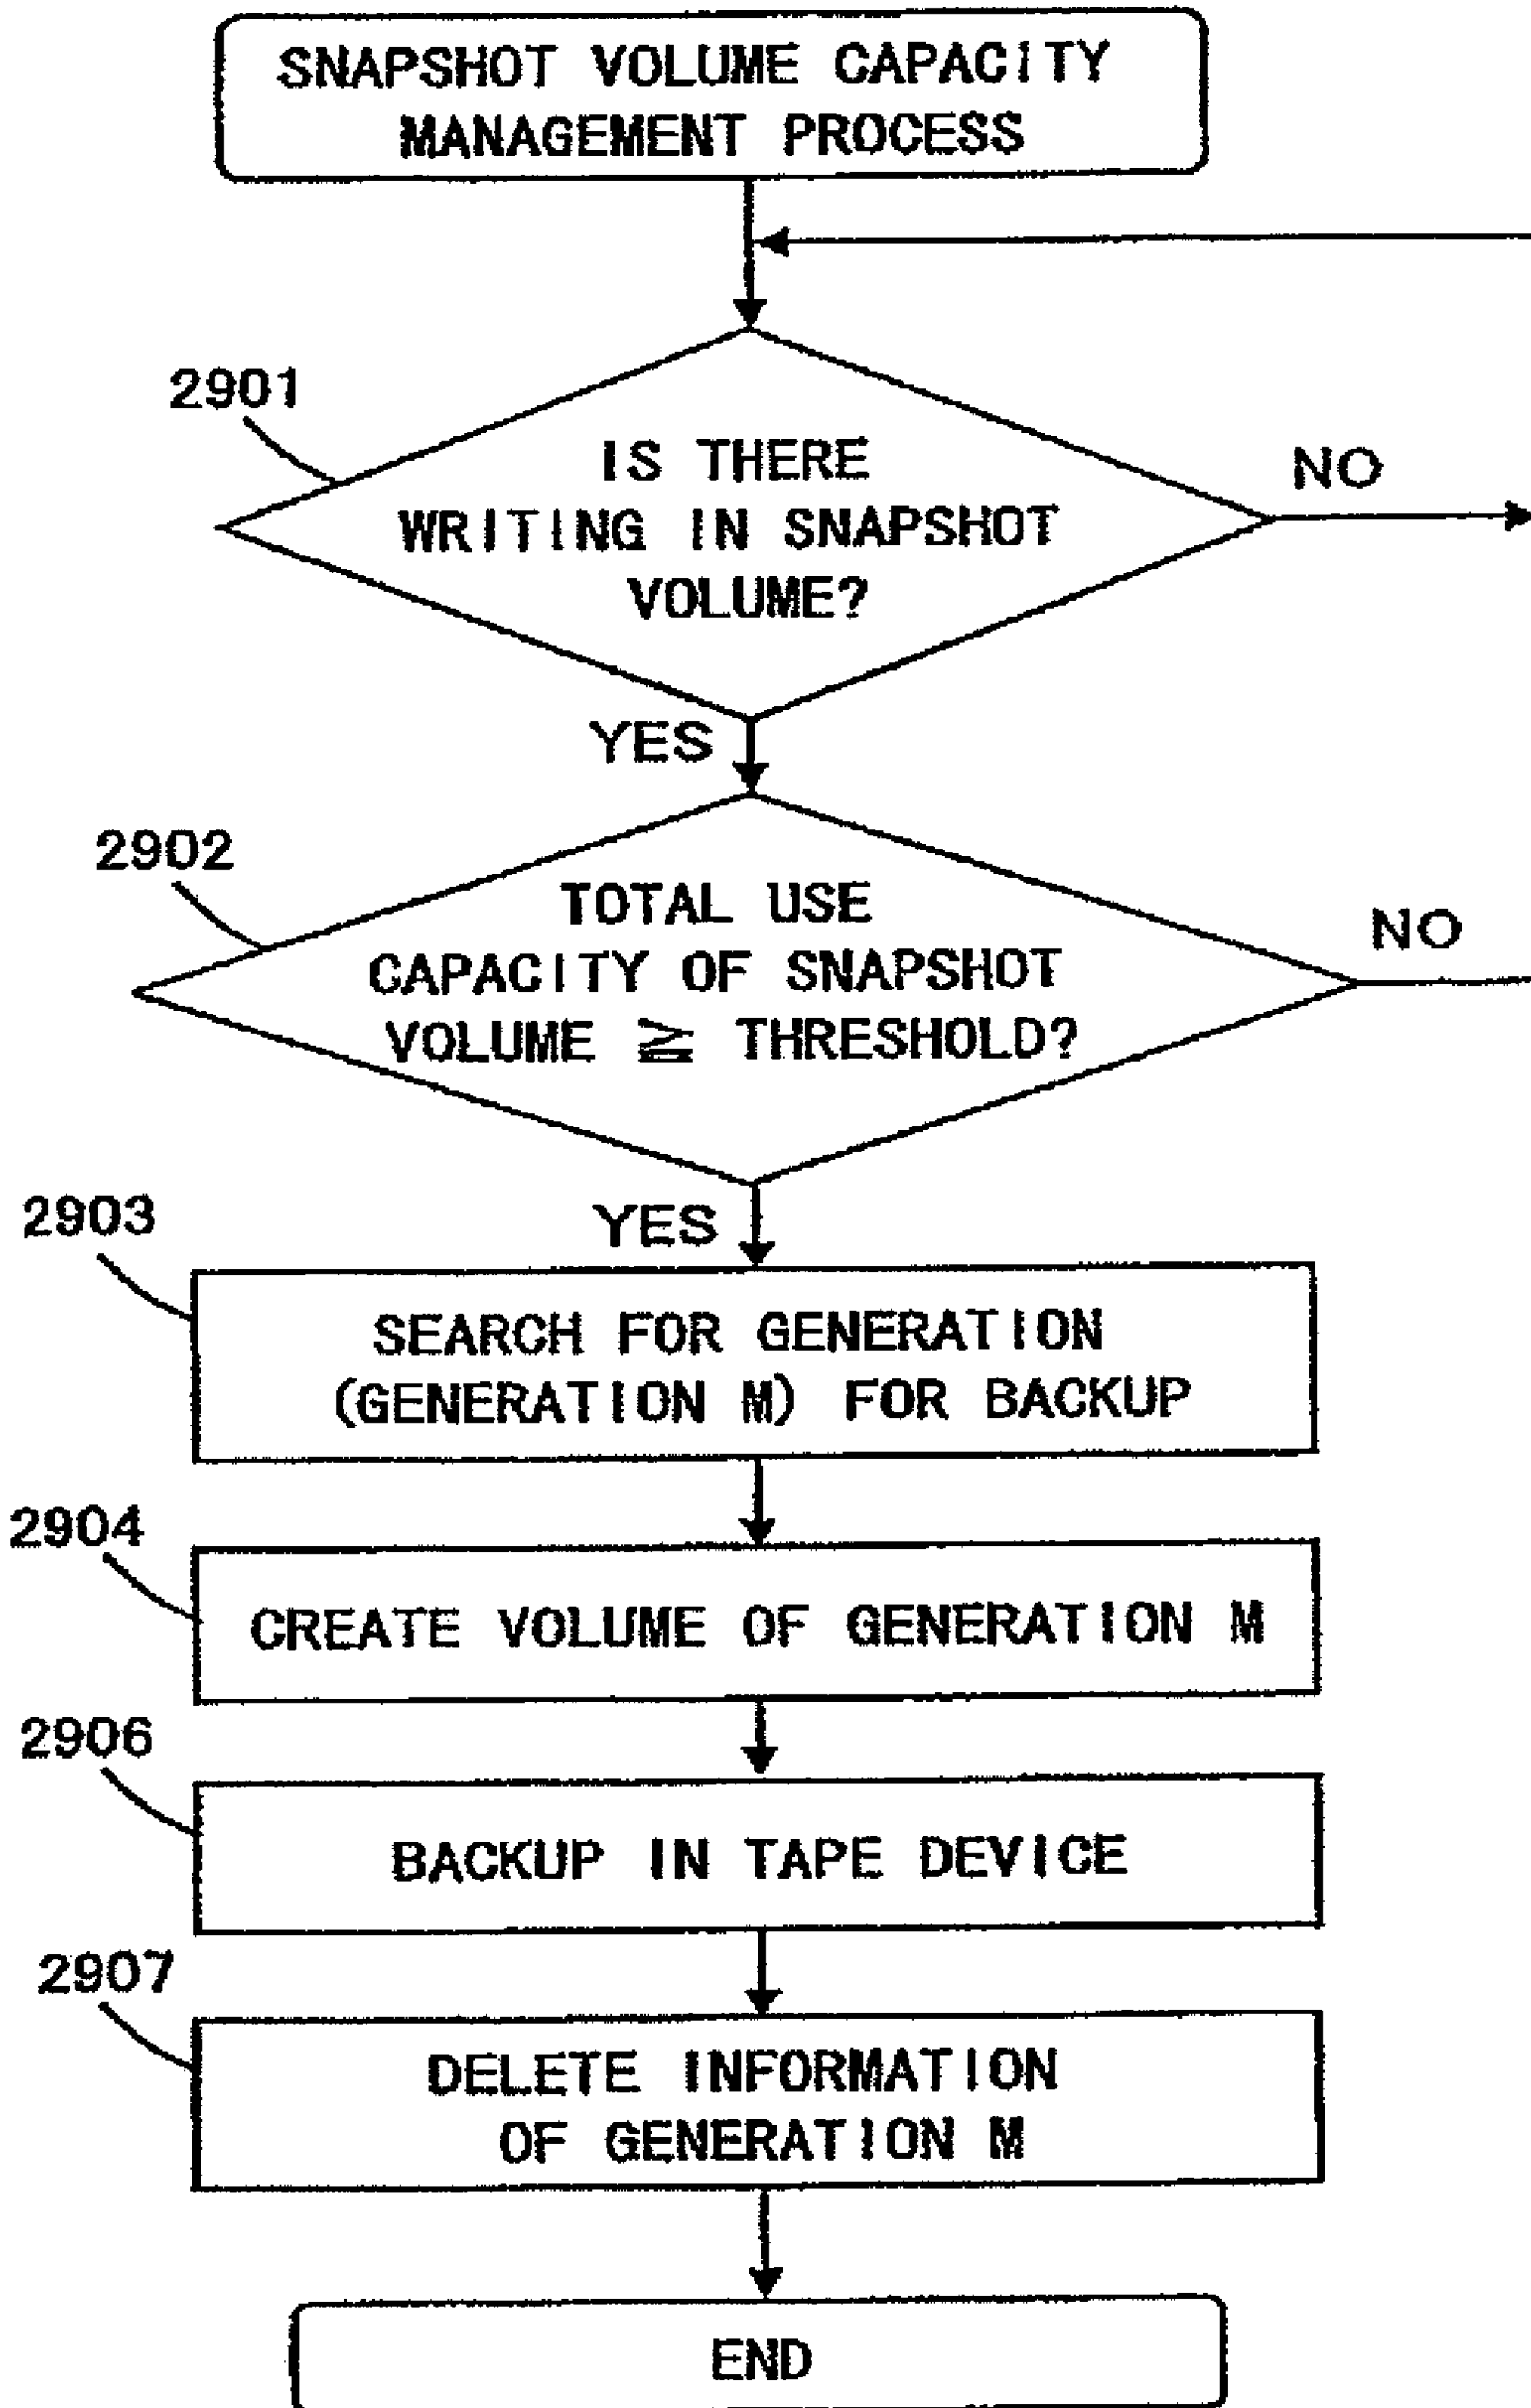 SNAPSHOT VOLUME CAPACITY
MANAGEMENT PROCESS
2901
IS THERE
WRITING IN SNAPSHOT
VOLUME?
NO
YES
2902
TOTAL USE
CAPACITY OF SNAPSHOT
VOLUME ≧ THRESHOLD?
NO
YES
2903
SEARCH FOR GENERATION
(GENERATION M) FOR BACKUP
2904
CREATE VOLUME OF GENERATION M
2906
BACKUP IN TAPE DEVICE
2907
DELETE INFORMATION
OF GENERATION M
END